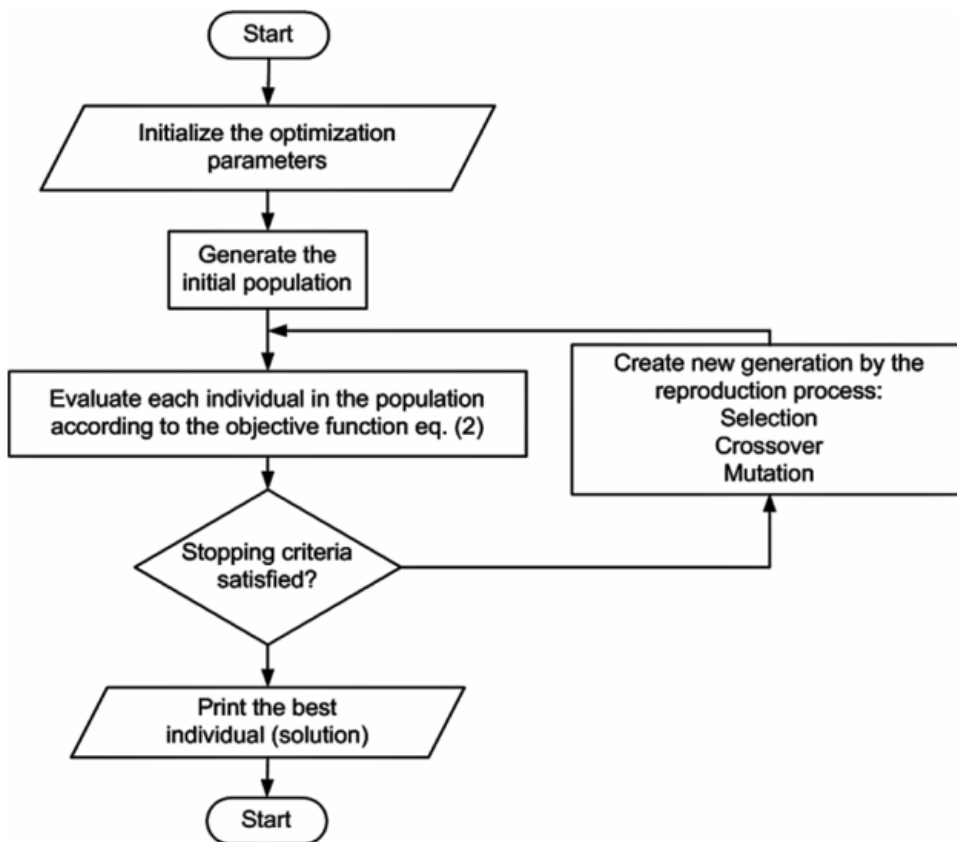 Start
Initialize the optimization
parameters
Generate the
initial population
Evaluate each individual in the population
according to the objective function eq. (2)
Create new generation by the
reproduction process:
Selection
Crossover
Mutation
Stopping criteria
satisfied?
Print the best
individual (solution)
Start